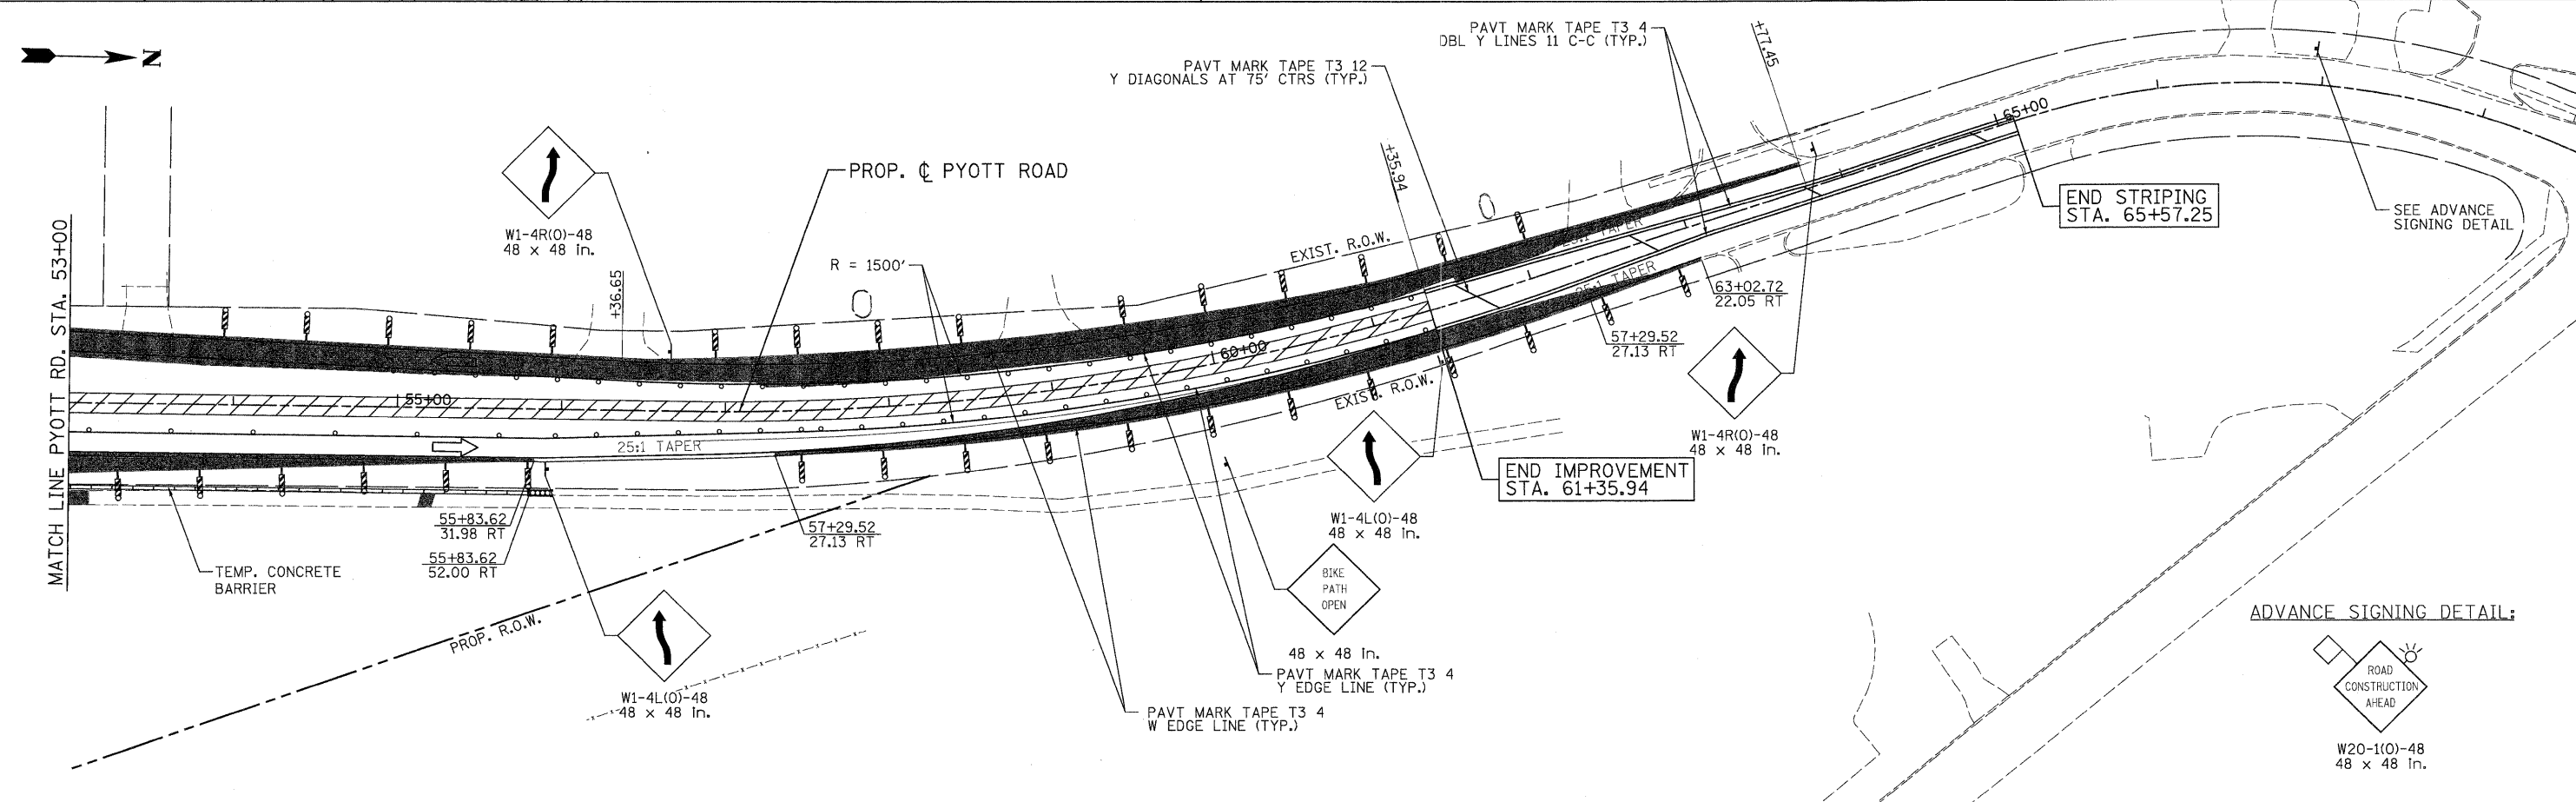 N
PAVT MARK TAPE T3 4
DBL Y LINES 11 C-C (TYP.)
PAVT MARK TAPE T3 12
Y DIAGONALS AT 75' CTRS (TYP.)
+77.45
65+00
END STRIPING
STA. 65+57.25
SEE ADVANCE
SIGNING DETAIL
+35.94
PROP. ℄ PYOTT ROAD
W1-4R(O)-48
48 x 48 in.
+36.65
R = 1500'
EXIST. R.O.W.
25:1 TAPER
25:1 TAPER
63+02.72
22.05 RT
57+29.52
27.13 RT
MATCH LINE PYOTT RD. STA. 53+00
55+00
60+00
25:1 TAPER
EXIST. R.O.W.
W1-4R(O)-48
48 x 48 in.
END IMPROVEMENT
STA. 61+35.94
W1-4L(O)-48
48 x 48 in.
55+83.62
31.98 RT
55+83.62
52.00 RT
57+29.52
27.13 RT
TEMP. CONCRETE
BARRIER
BIKE
PATH
OPEN
48 x 48 in.
PROP. R.O.W.
W1-4L(O)-48
48 x 48 in.
PAVT MARK TAPE T3 4
Y EDGE LINE (TYP.)
PAVT MARK TAPE T3 4
W EDGE LINE (TYP.)
ADVANCE SIGNING DETAIL:
ROAD
CONSTRUCTION
AHEAD
W20-1(O)-48
48 x 48 in.